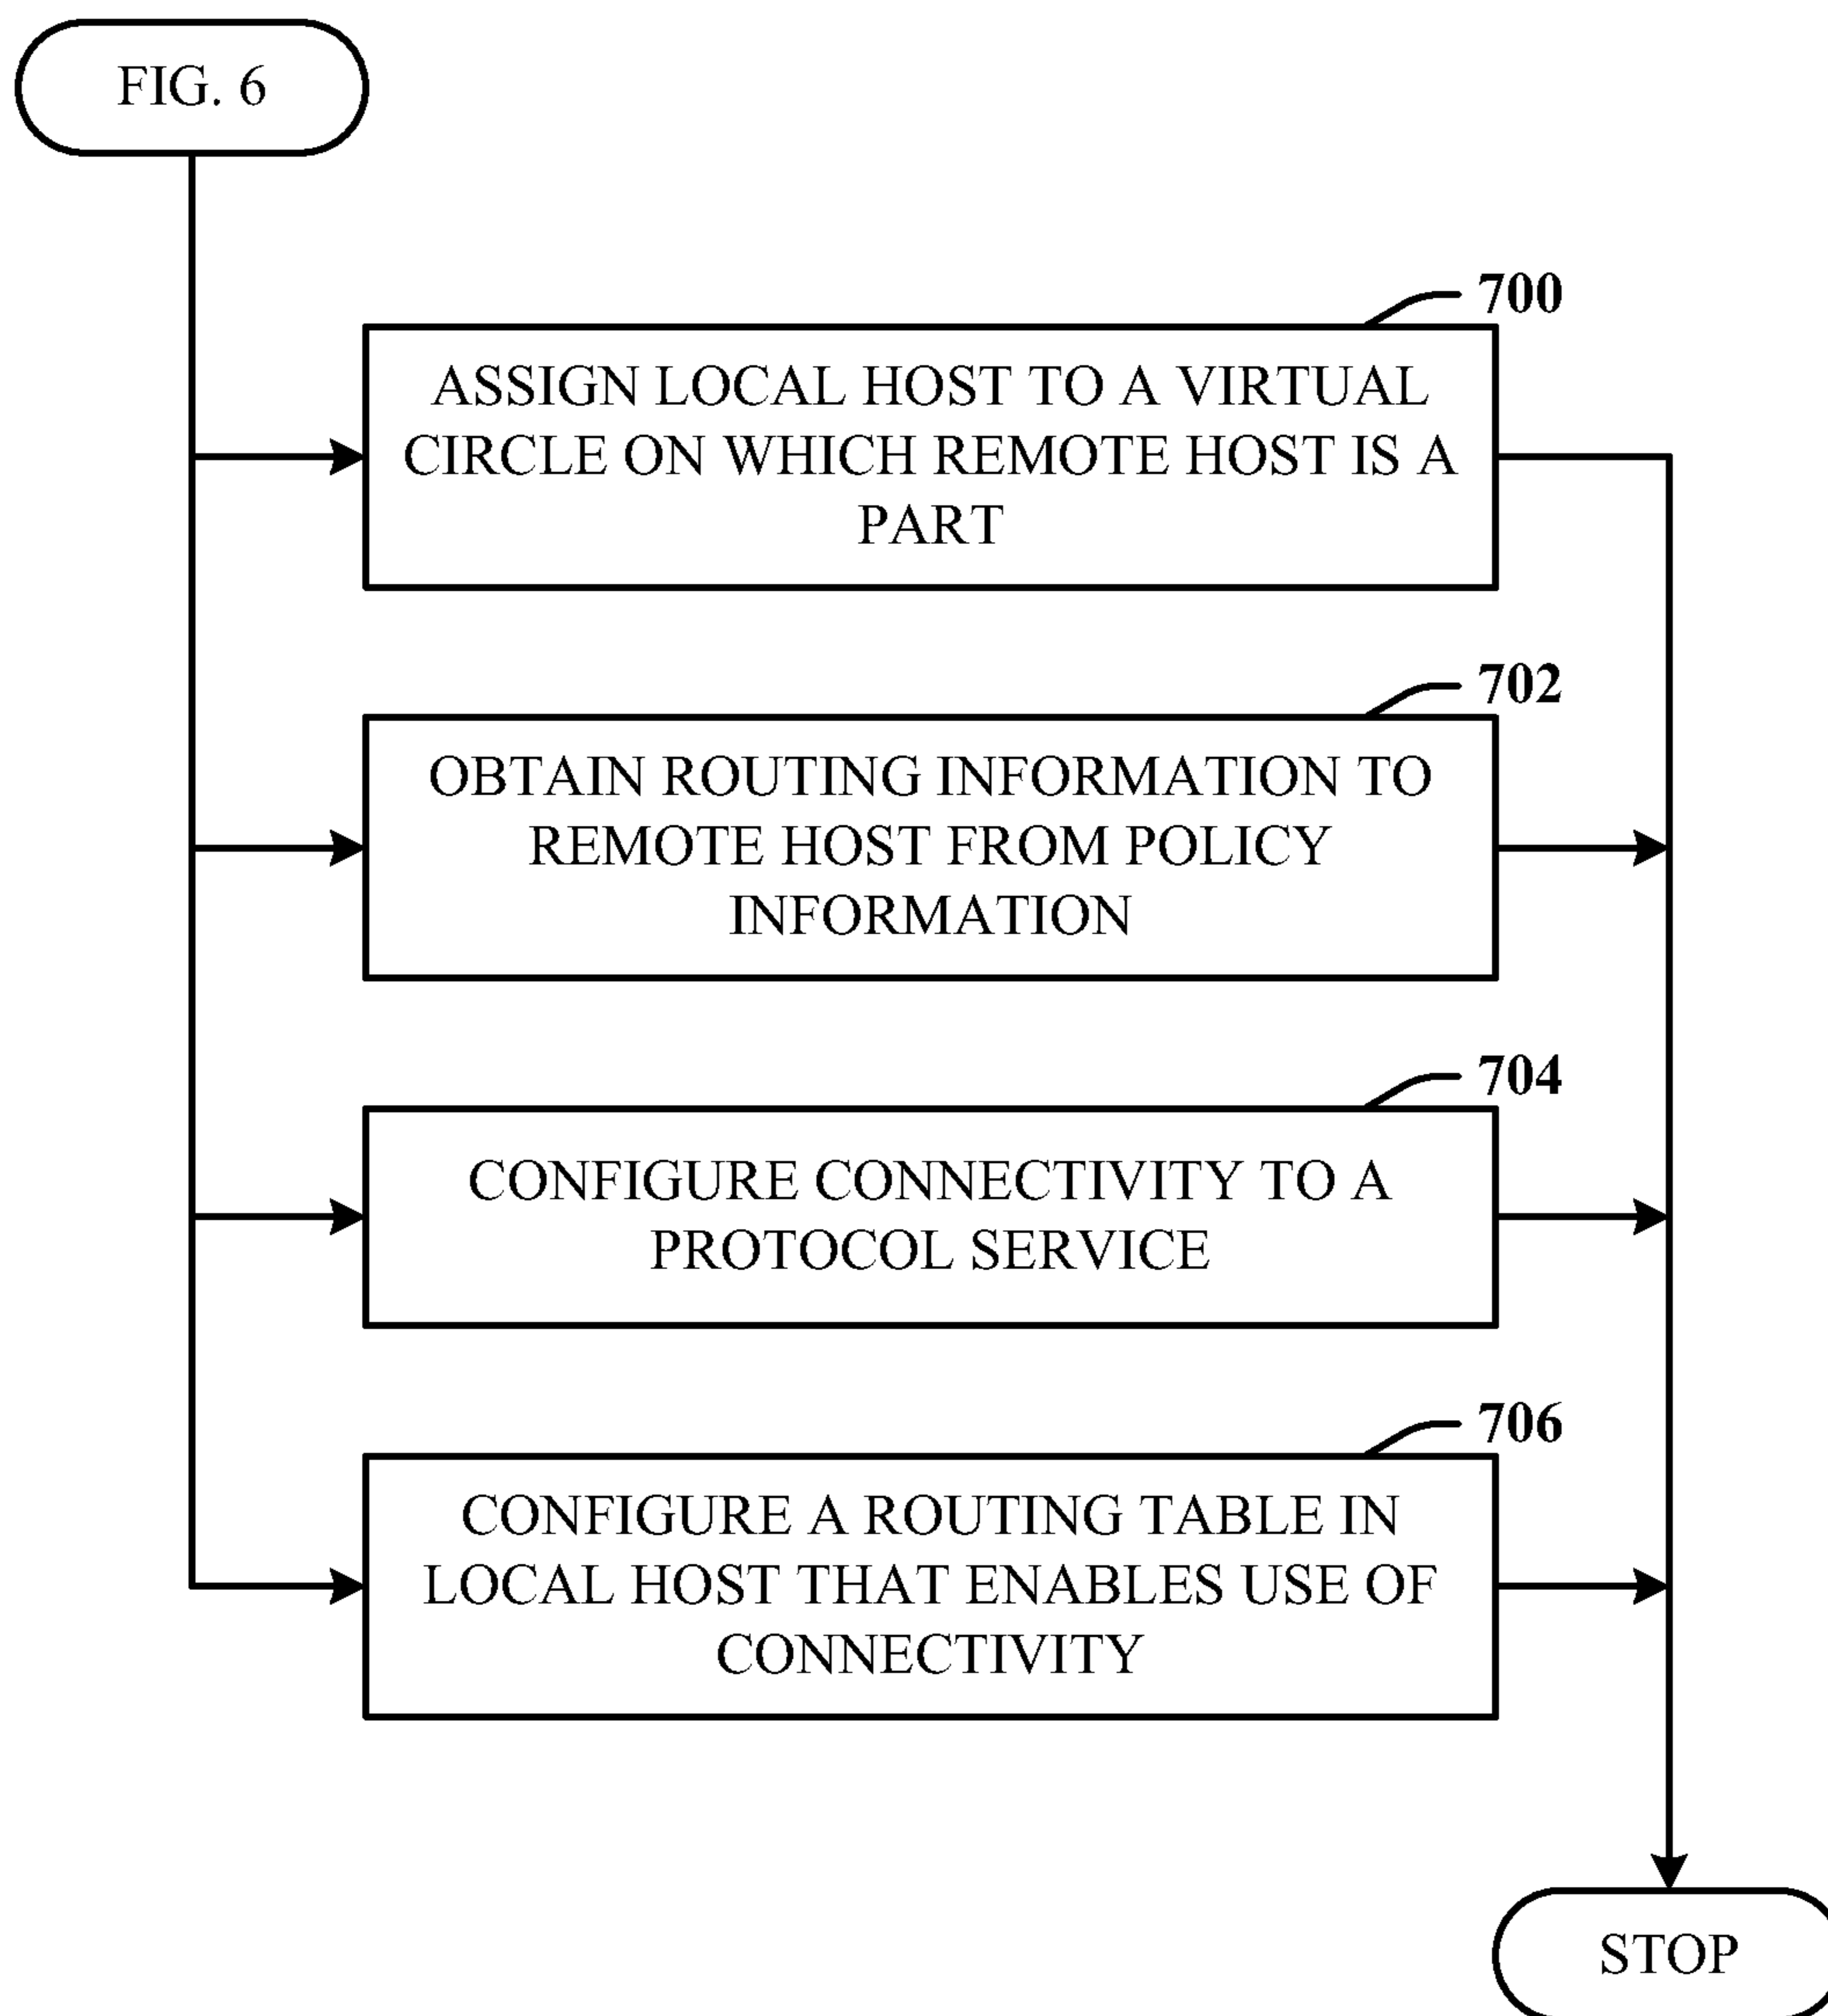 FIG. 6
700
ASSIGN LOCAL HOST TO A VIRTUAL
CIRCLE ON WHICH REMOTE HOST IS A
PART
702
OBTAIN ROUTING INFORMATION TO
REMOTE HOST FROM POLICY
INFORMATION
704
CONFIGURE CONNECTIVITY TO A
PROTOCOL SERVICE
706
CONFIGURE A ROUTING TABLE IN
LOCAL HOST THAT ENABLES USE OF
CONNECTIVITY
STOP